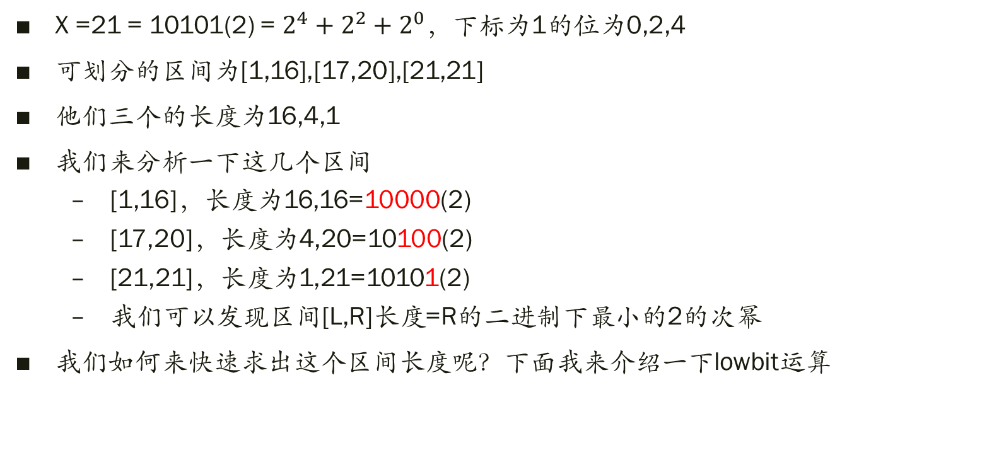 ■ X =21 = 10101(2) = 2⁴ + 2² + 2⁰，下标为1的位为0,2,4
■ 可划分的区间为[1,16],[17,20],[21,21]
■ 他们三个的长度为16,4,1
■ 我们来分析一下这几个区间
– [1,16]，长度为16,16=10000(2)
– [17,20]，长度为4,20=10100(2)
– [21,21]，长度为1,21=10101(2)
– 我们可以发现区间[L,R]长度=R的二进制下最小的2的次幂
■ 我们如何来快速求出这个区间长度呢？下面我来介绍一下lowbit运算